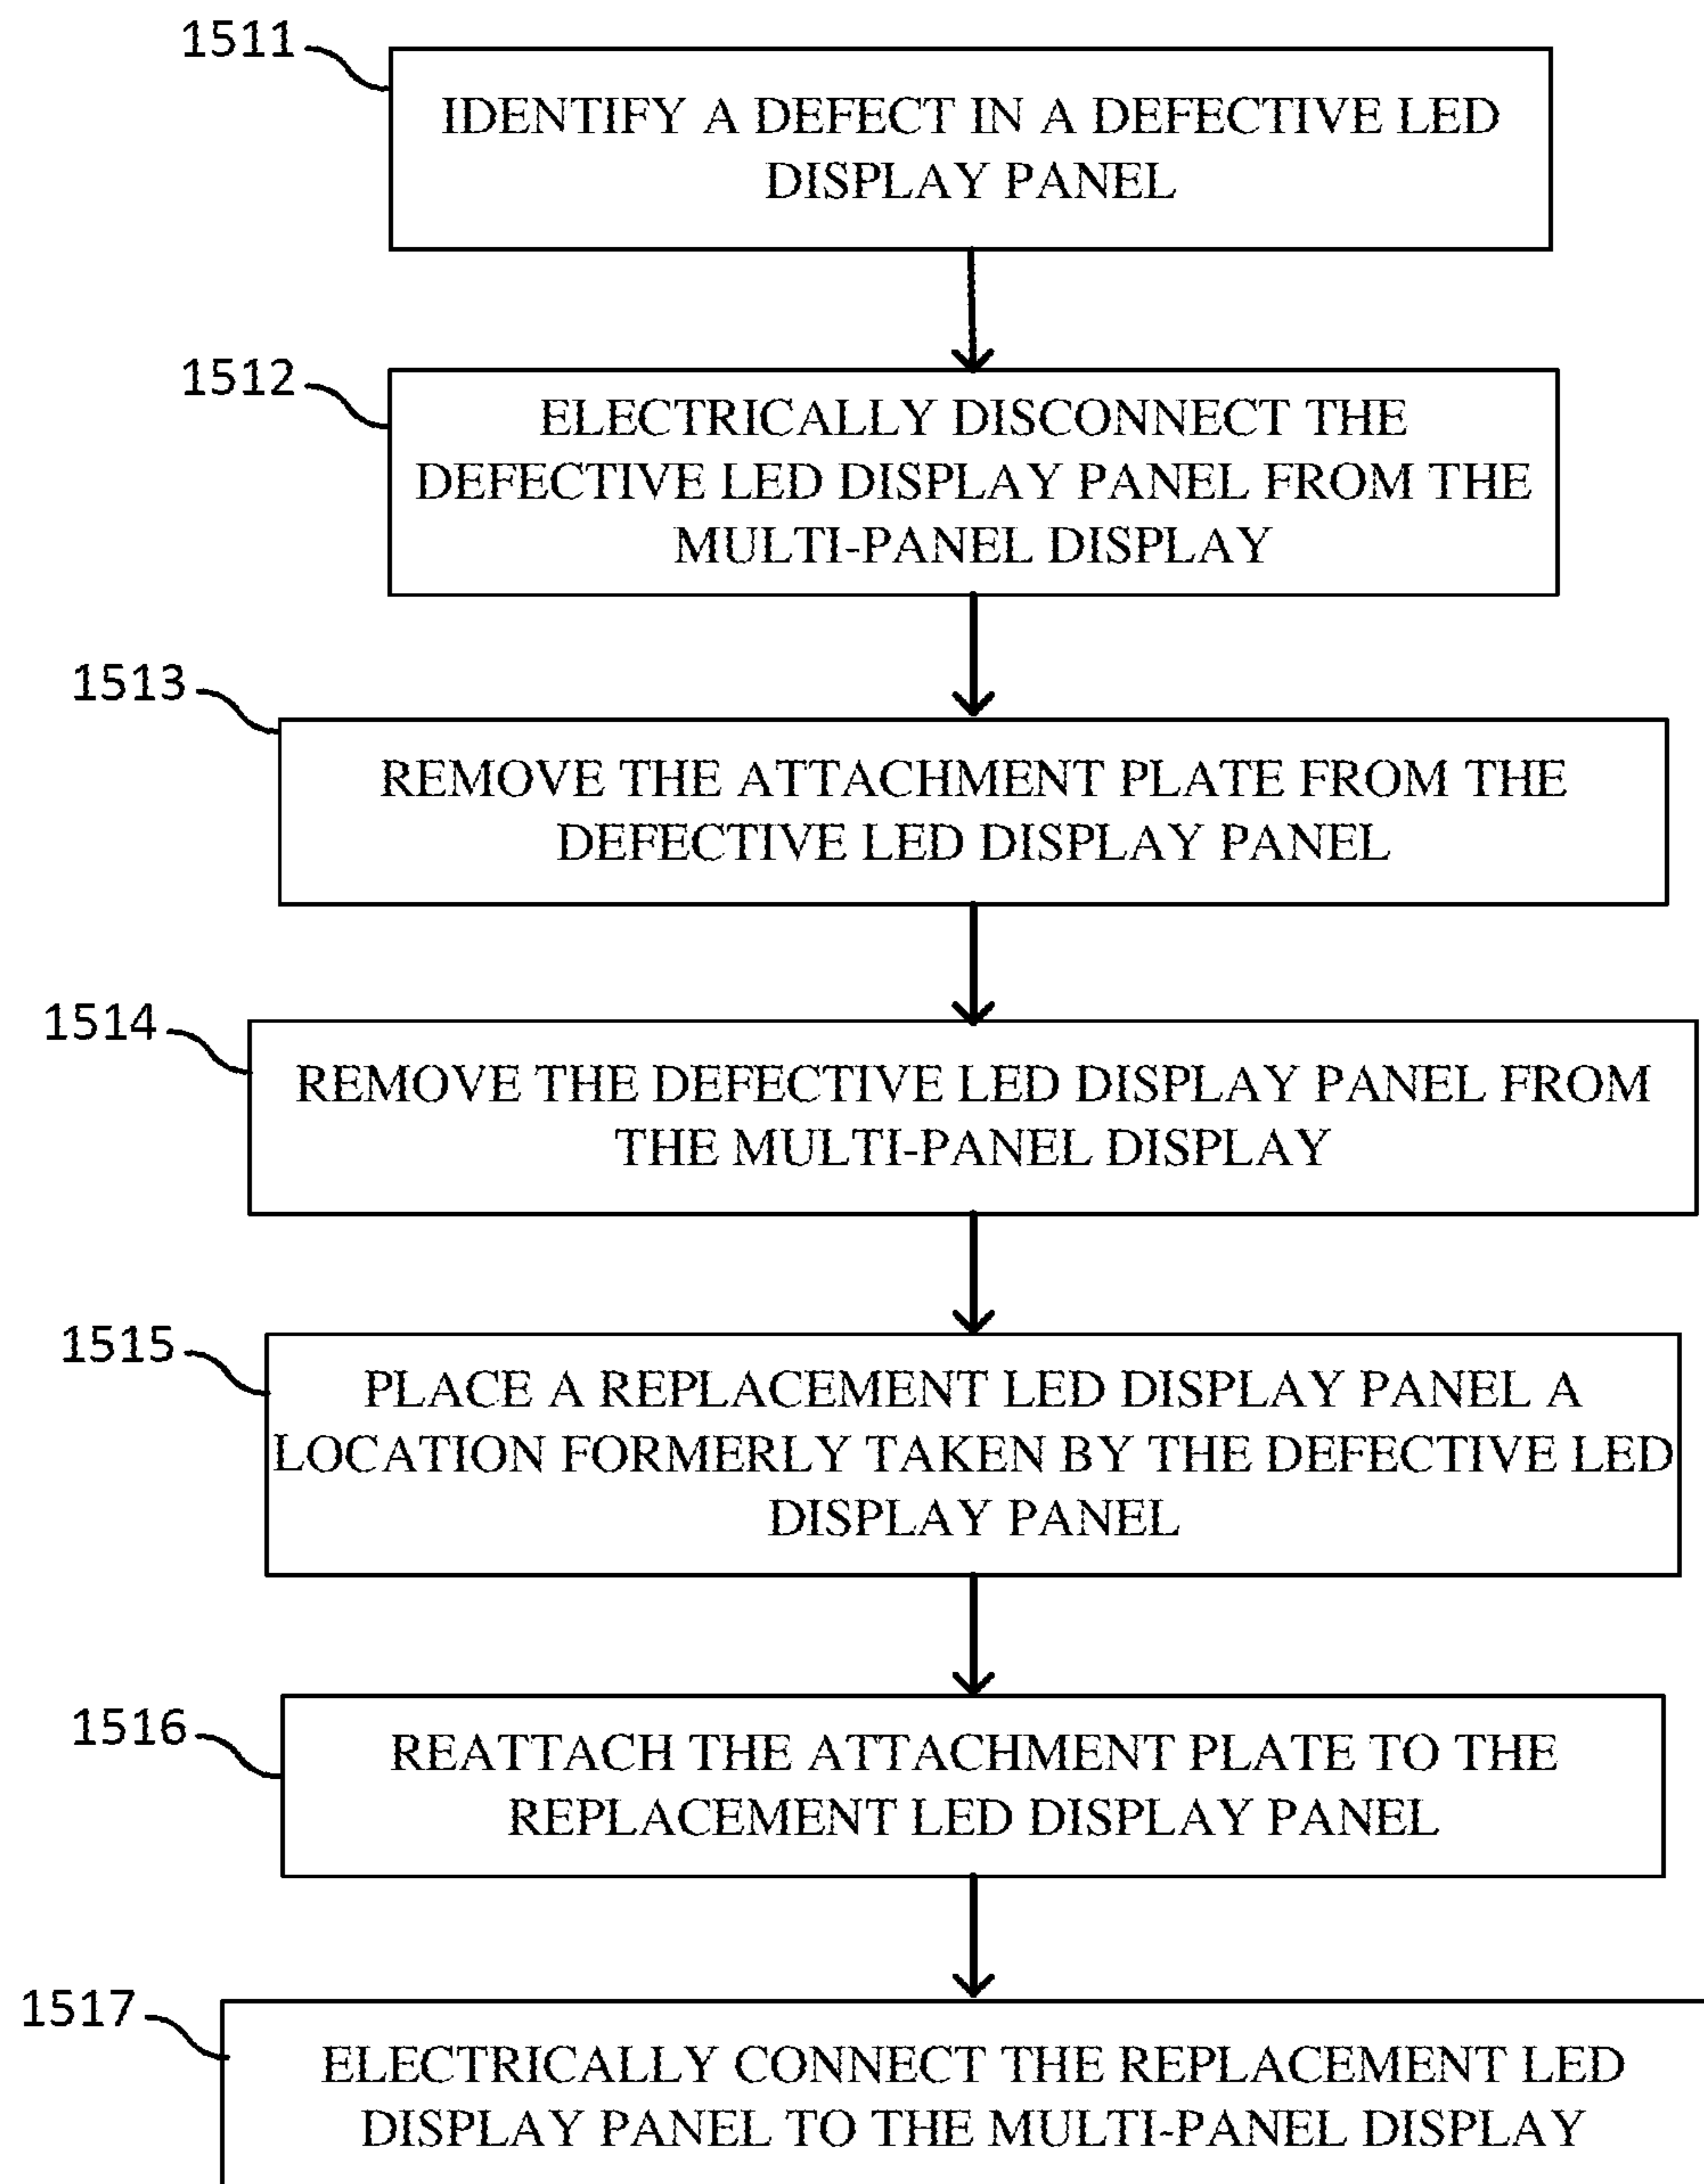 1511
IDENTIFY A DEFECT IN A DEFECTIVE LED
DISPLAY PANEL
1512
ELECTRICALLY DISCONNECT THE
DEFECTIVE LED DISPLAY PANEL FROM THE
MULTI-PANEL DISPLAY
1513
REMOVE THE ATTACHMENT PLATE FROM THE
DEFECTIVE LED DISPLAY PANEL
1514
REMOVE THE DEFECTIVE LED DISPLAY PANEL FROM
THE MULTI-PANEL DISPLAY
1515
PLACE A REPLACEMENT LED DISPLAY PANEL A
LOCATION FORMERLY TAKEN BY THE DEFECTIVE LED
DISPLAY PANEL
1516
REATTACH THE ATTACHMENT PLATE TO THE
REPLACEMENT LED DISPLAY PANEL
1517
ELECTRICALLY CONNECT THE REPLACEMENT LED
DISPLAY PANEL TO THE MULTI-PANEL DISPLAY